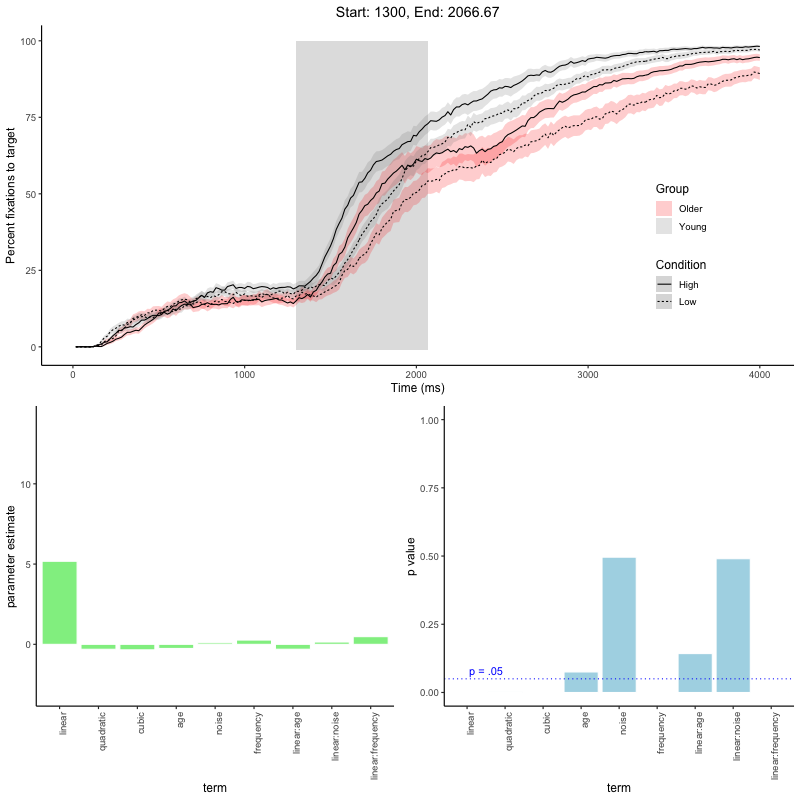 Start: 1300, End: 2066.67
Percent fixations to target
100
75
50
25
0
0
1000
2000
3000
4000
Time (ms)
Group
Older
Young
Condition
High
Low
parameter estimate
10
5
0
linear
quadratic
cubic
age
noise
frequency
linear:age
linear:noise
linear:frequency
term
p value
1.00
0.75
0.50
0.25
0.00
p = .05
linear
quadratic
cubic
age
noise
frequency
linear:age
linear:noise
linear:frequency
term